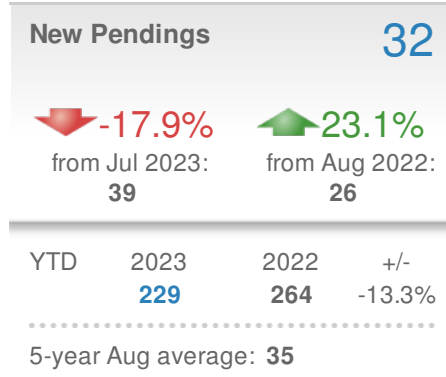 New Pendings 32
-17.9% 23.1%
from Jul 2023: from Aug 2022:
39 26
YTD 2023 2022 +/-
229 264 -13.3%
5-year Aug average: 35